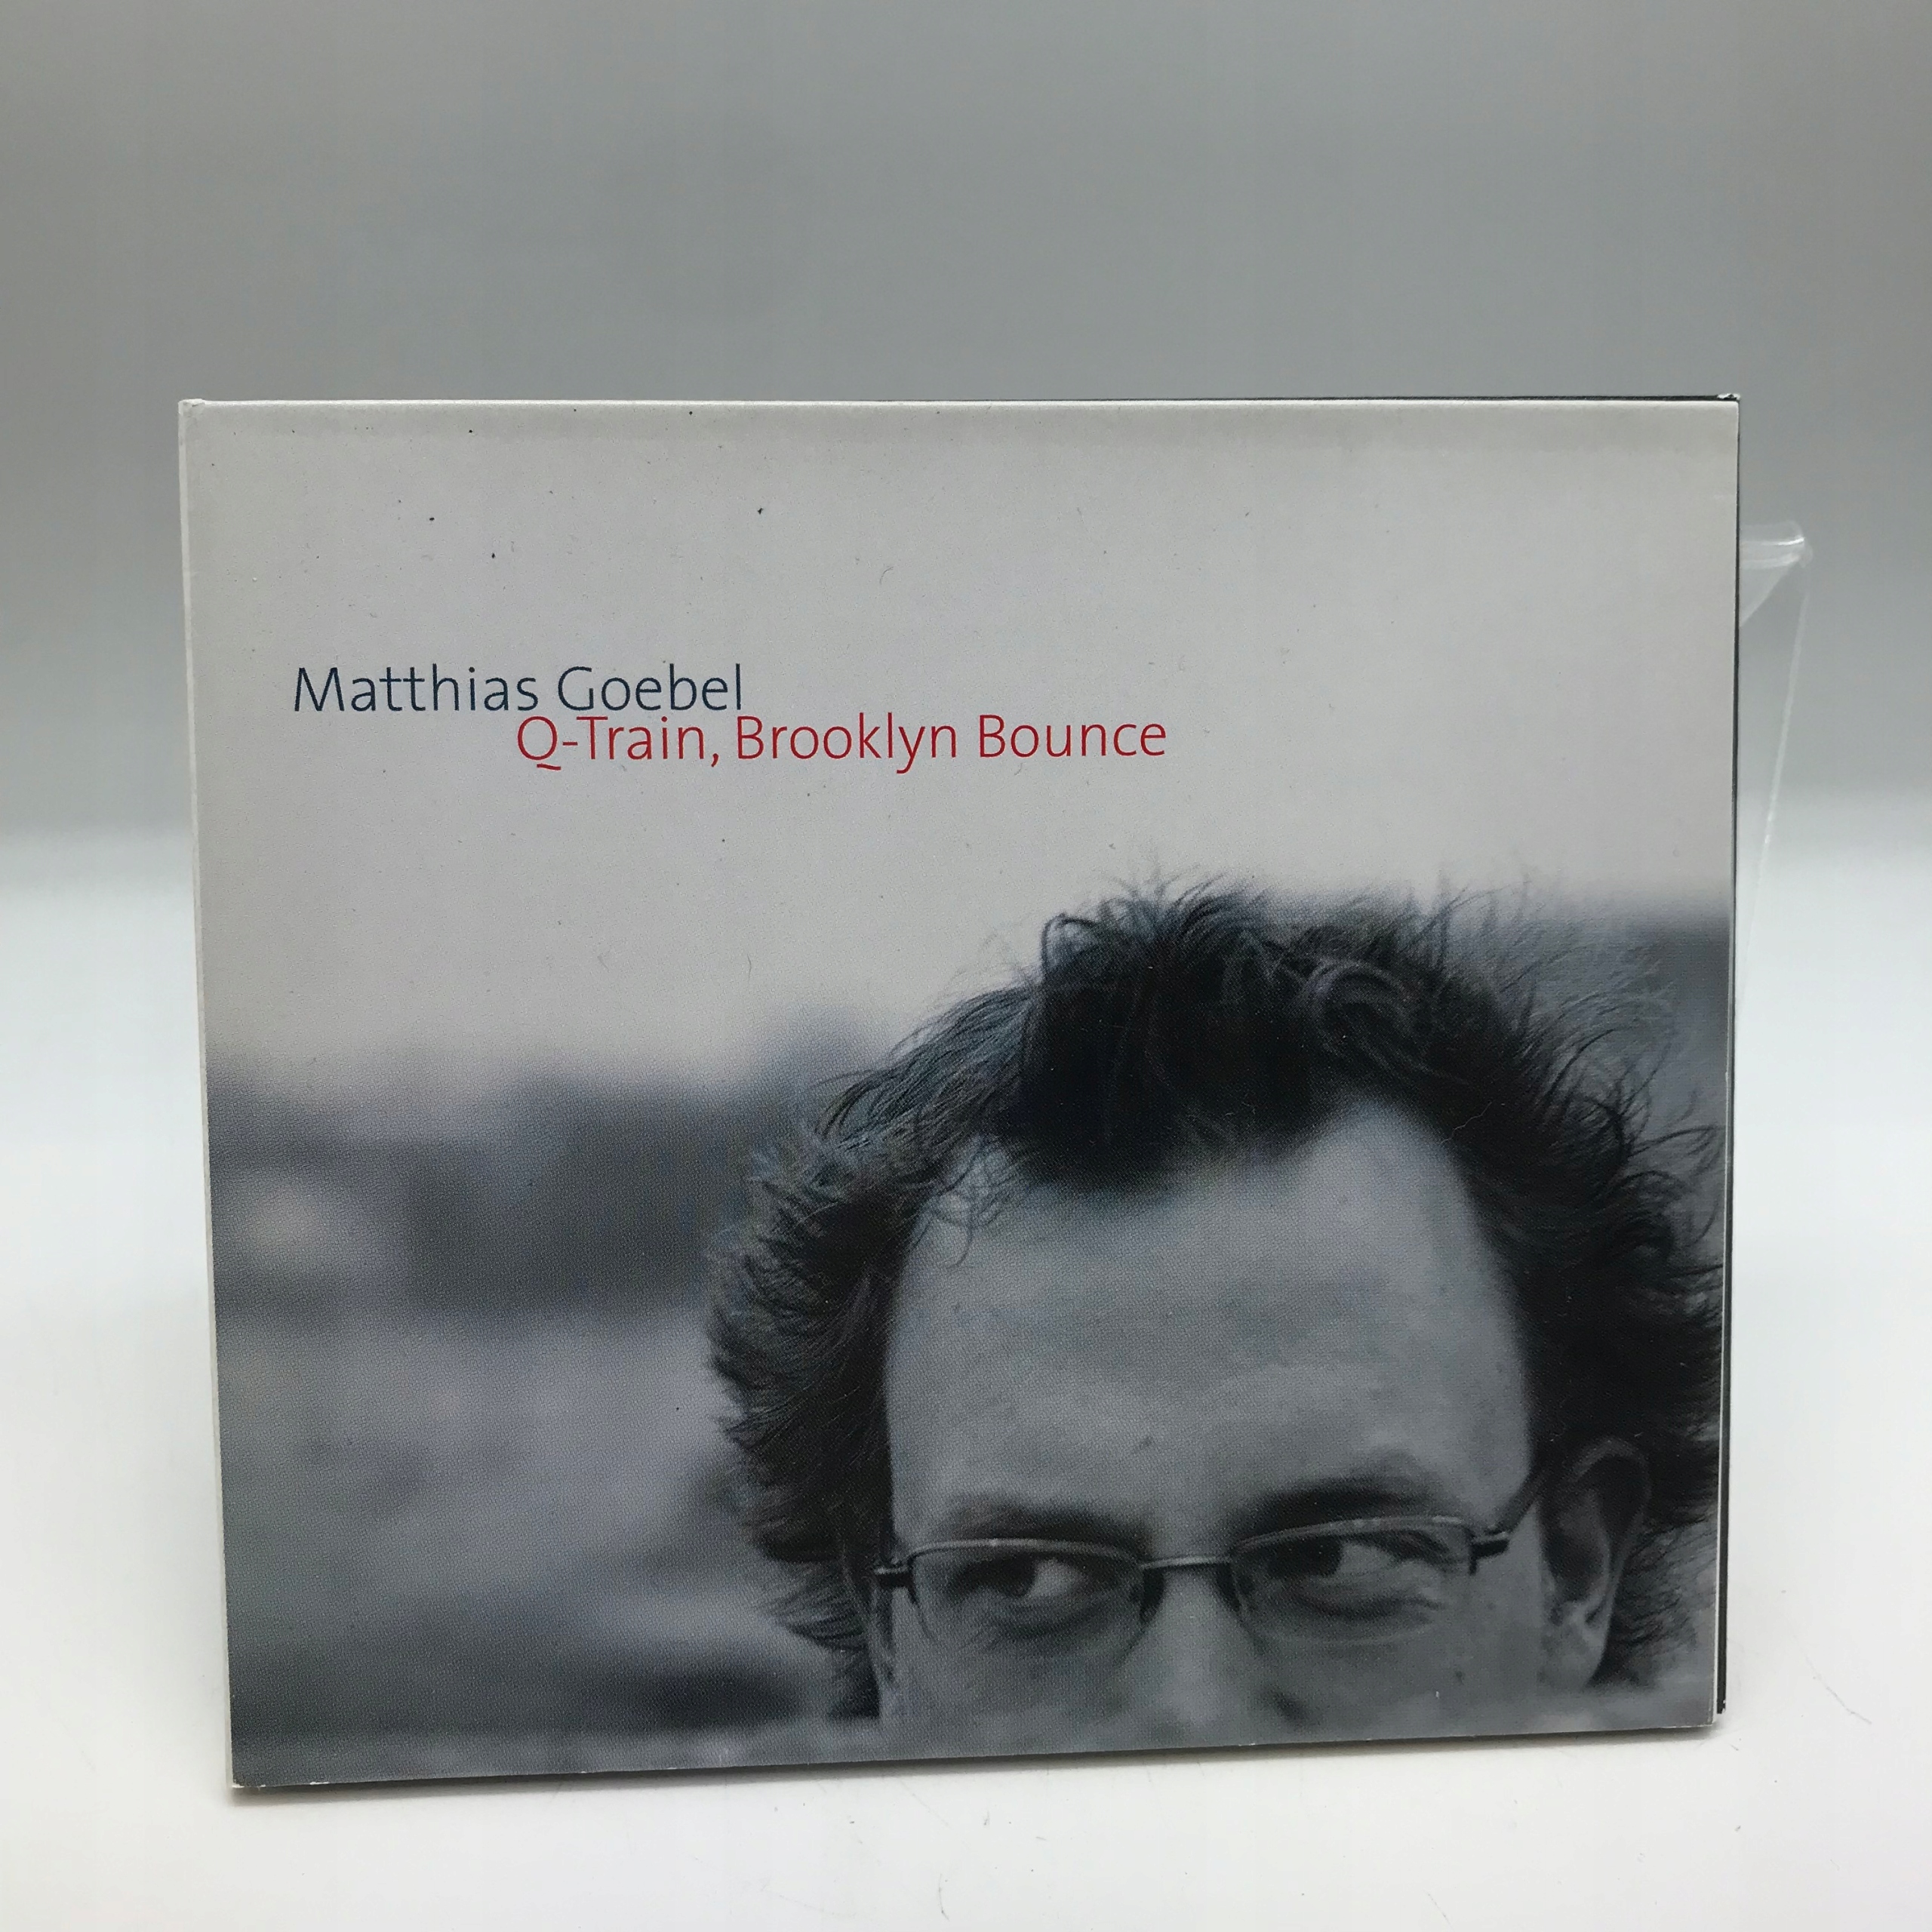 Matthias Goebel
Q-Train, Brooklyn Bounce